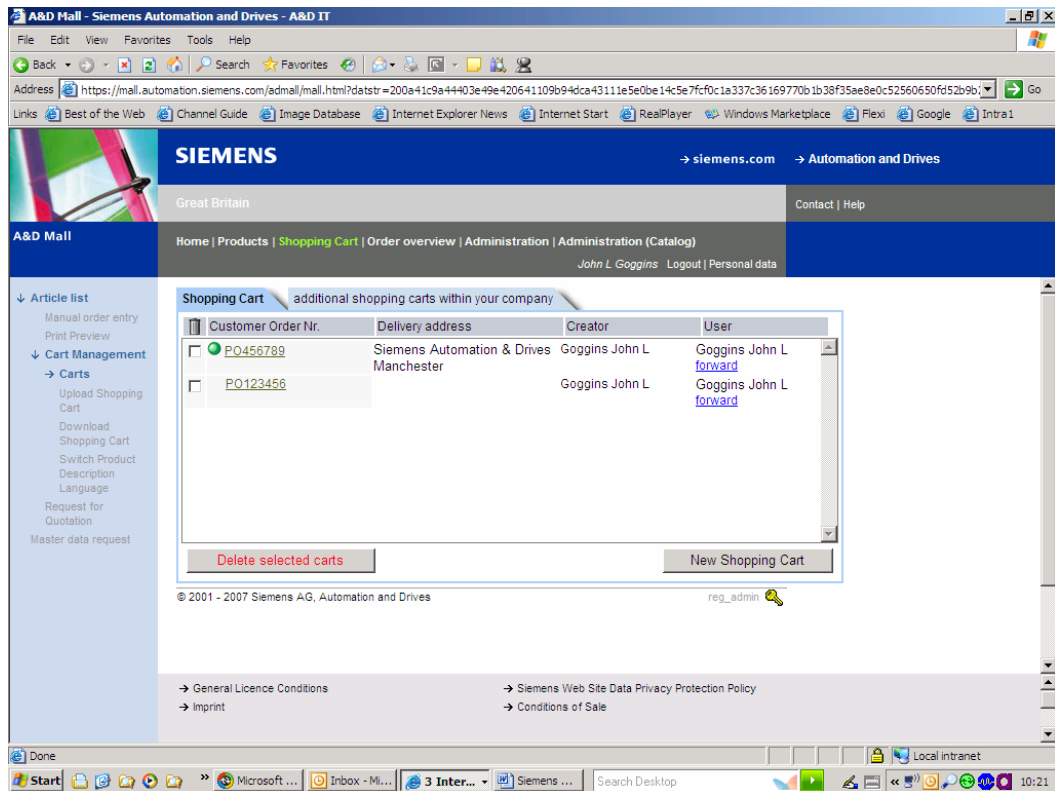 A&D Mall - Siemens Automation and Drives - A&D IT
File Edit View Favorites Tools Help
Back Search Favorites
Address https://mall.automation.siemens.com/admall/mall.html?datstr=200a41c9a44403e49e420641109b94dca43111e5e0be14c5e7fcf0c1a337c36169770b1b38f35ae8e0c52560650fd52b9b2 Go
Links Best of the Web Channel Guide Image Database Internet Explorer News Internet Start RealPlayer Windows Marketplace Flexi Google Intra1
SIEMENS
siemens.com Automation and Drives
Great Britain
Contact | Help
A&D Mall
Home | Products | Shopping Cart | Order overview | Administration | Administration (Catalog)
John L Goggins Logout | Personal data
Article list
Manual order entry
Print Preview
Cart Management
Carts
Upload Shopping
Cart
Download
Shopping Cart
Switch Product
Description
Language
Request for
Quotation
Master data request
Shopping Cart additional shopping carts within your company
Customer Order Nr. Delivery address Creator User
PO456789 Siemens Automation & Drives Goggins John L Goggins John L
Manchester forward
PO123456 Goggins John L Goggins John L
forward
Delete selected carts New Shopping Cart
© 2001 - 2007 Siemens AG, Automation and Drives reg_admin
General Licence Conditions Siemens Web Site Data Privacy Protection Policy
Imprint Conditions of Sale
Done Local intranet
Start Microsoft ... Inbox - Mi... 3 Inter... Siemens ... Search Desktop 10:21